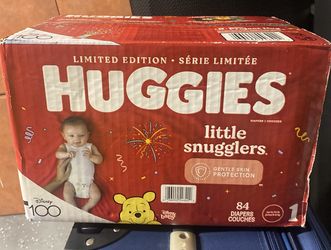 LIMITED EDITION • SÉRIE LIMITÉE
HUGGIES
little
snugglers
GENTLE SKIN
PROTECTION
Disney
100
84
DIAPERS
COUCHES
1